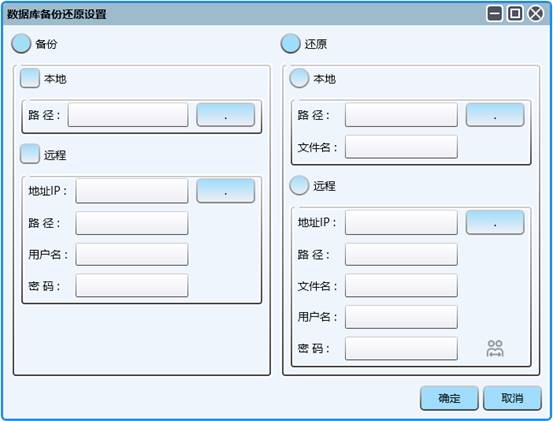 数据库备份还原设置
备份
本地
路 径：
.
远程
地址IP：
.
路 径：
用户名：
密 码：
还原
本地
路 径：
.
文件名：
远程
地址IP：
.
路 径：
文件名：
用户名：
密 码：
确定
取消